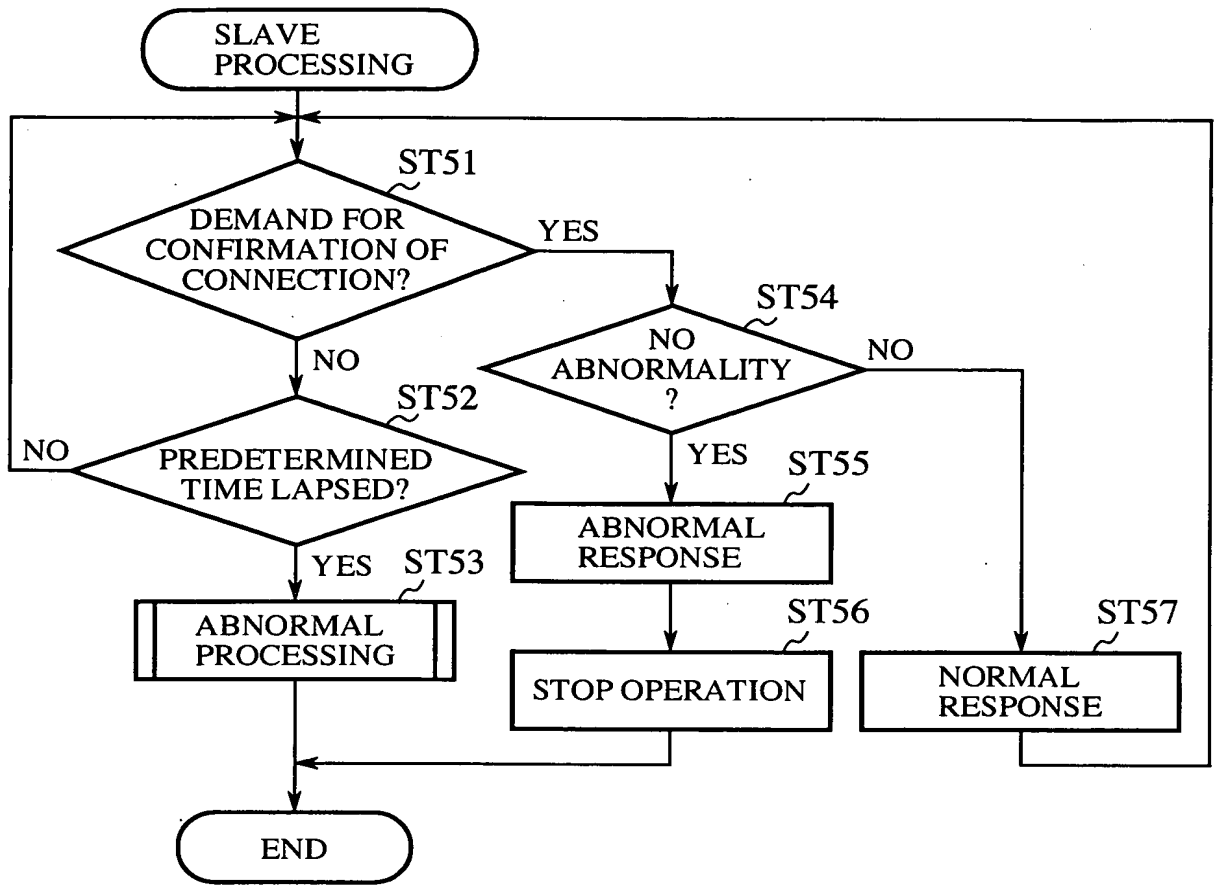 SLAVE
PROCESSING
ST51
DEMAND FOR
CONFIRMATION OF
CONNECTION?
YES
NO
ST54
NO
ABNORMALITY
?
NO
YES
ST52
PREDETERMINED
TIME LAPSED?
NO
YES
ST53
ABNORMAL
PROCESSING
ST55
ABNORMAL
RESPONSE
ST56
STOP OPERATION
ST57
NORMAL
RESPONSE
END